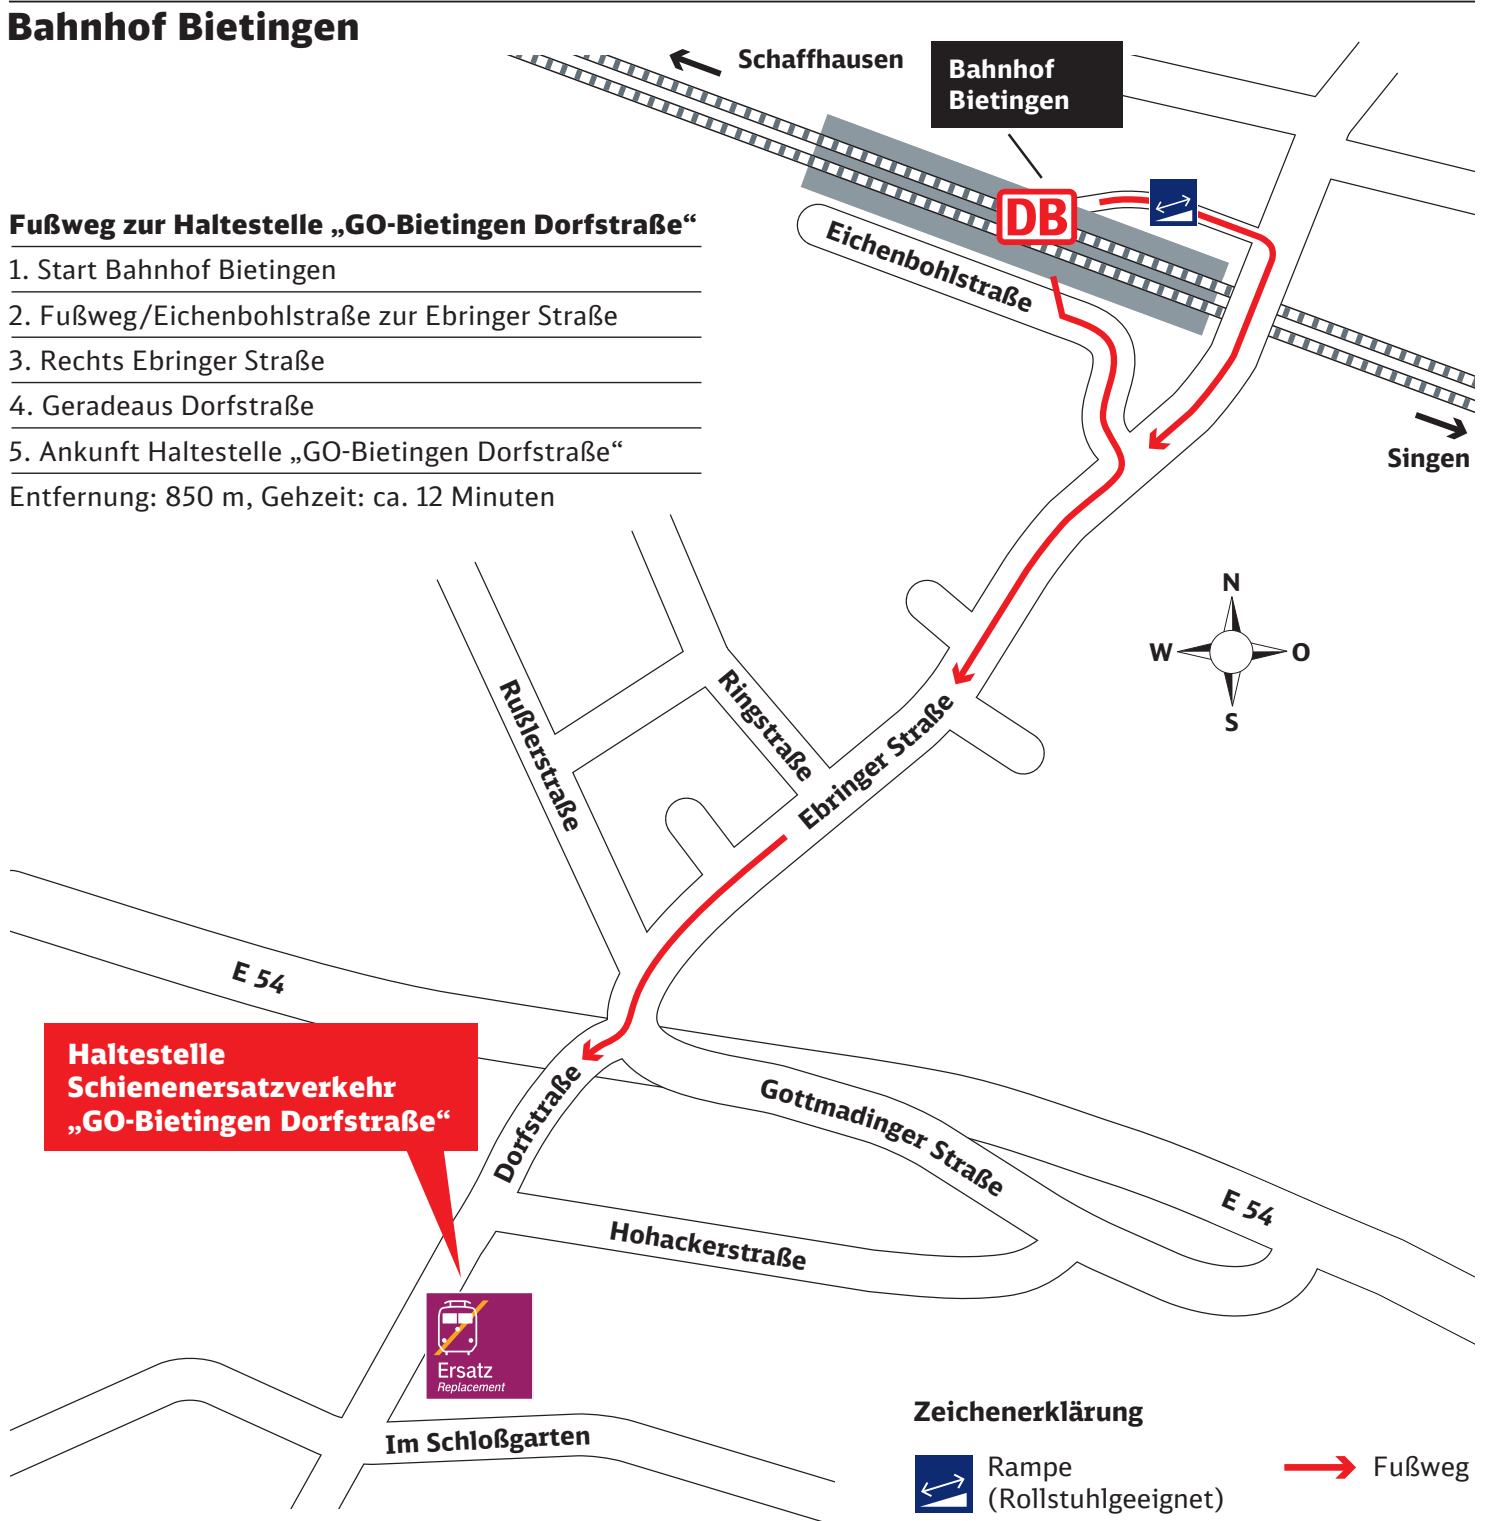 Bahnhof Bietingen
Schaffhausen
Bahnhof
Bietingen
DB
Eichenbohlstraße
Fußweg zur Haltestelle „GO-Bietingen Dorfstraße“
1. Start Bahnhof Bietingen
2. Fußweg/Eichenbohlstraße zur Ebringer Straße
3. Rechts Ebringer Straße
4. Geradeaus Dorfstraße
5. Ankunft Haltestelle „GO-Bietingen Dorfstraße“
Entfernung: 850 m, Gehzeit: ca. 12 Minuten
Singen
N
W
O
S
Rußlerstraße
Ringstraße
Ebringer Straße
E 54
Haltestelle
Schienenersatzverkehr
„GO-Bietingen Dorfstraße“
Dorfstraße
Gottmadinger Straße
E 54
Hohackerstraße
Ersatz
Replacement
Im Schloßgarten
Zeichenerklärung
Rampe
(Rollstuhlgeeignet)
Fußweg